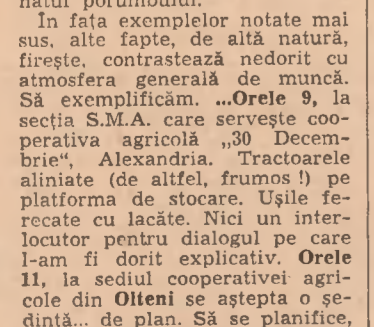 natul porumbului.
În fața exemplelor notate mai
sus, alte fapte, de altă natură,
firește, contrastează nedorit cu
atmosfera generală de muncă.
Să exemplificăm. ...Orele 9, la
secția S.M.A. care servește coo-
perativa agricolă „30 Decem-
brie“, Alexandria. Tractoarele
aliniate (de altfel, frumos !) pe
platforma de stocare. Ușile fe-
recate cu lacăte. Nici un inter-
locutor pentru dialogul pe care
l-am fi dorit explicativ. Orele
11, la sediul cooperativei agri-
cole din Olteni se aștepta o șe-
dință... de plan. Să se planifice,